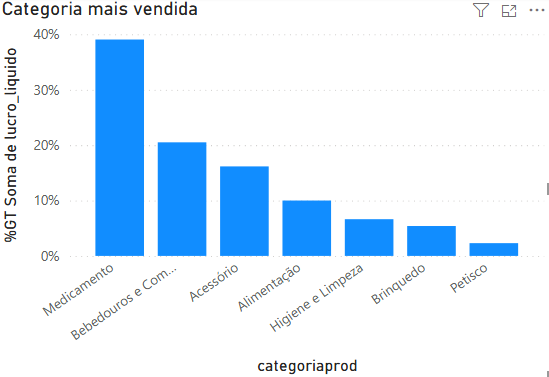 Categoria mais vendida
%GT Soma de lucro_liquido
40%
30%
20%
10%
0%
Medicamento
Bebedouros e Com...
Acessório
Alimentação
Higiene e Limpeza
Brinquedo
Petisco
categoriaprod